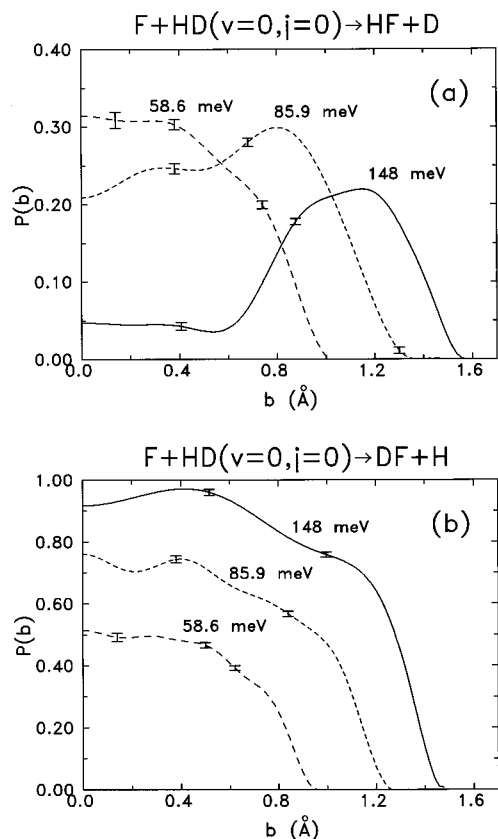 F+HD(v=0,j=0)→HF+D
(a)
58.6 meV
85.9 meV
148 meV
P(b)
0.40
0.30
0.20
0.10
0.00
0.0 0.4 0.8 1.2 1.6
b (Å)
F+HD(v=0,j=0)→DF+H
(b)
148 meV
85.9 meV
58.6 meV
P(b)
1.00
0.80
0.60
0.40
0.20
0.00
0.0 0.4 0.8 1.2 1.6
b (Å)